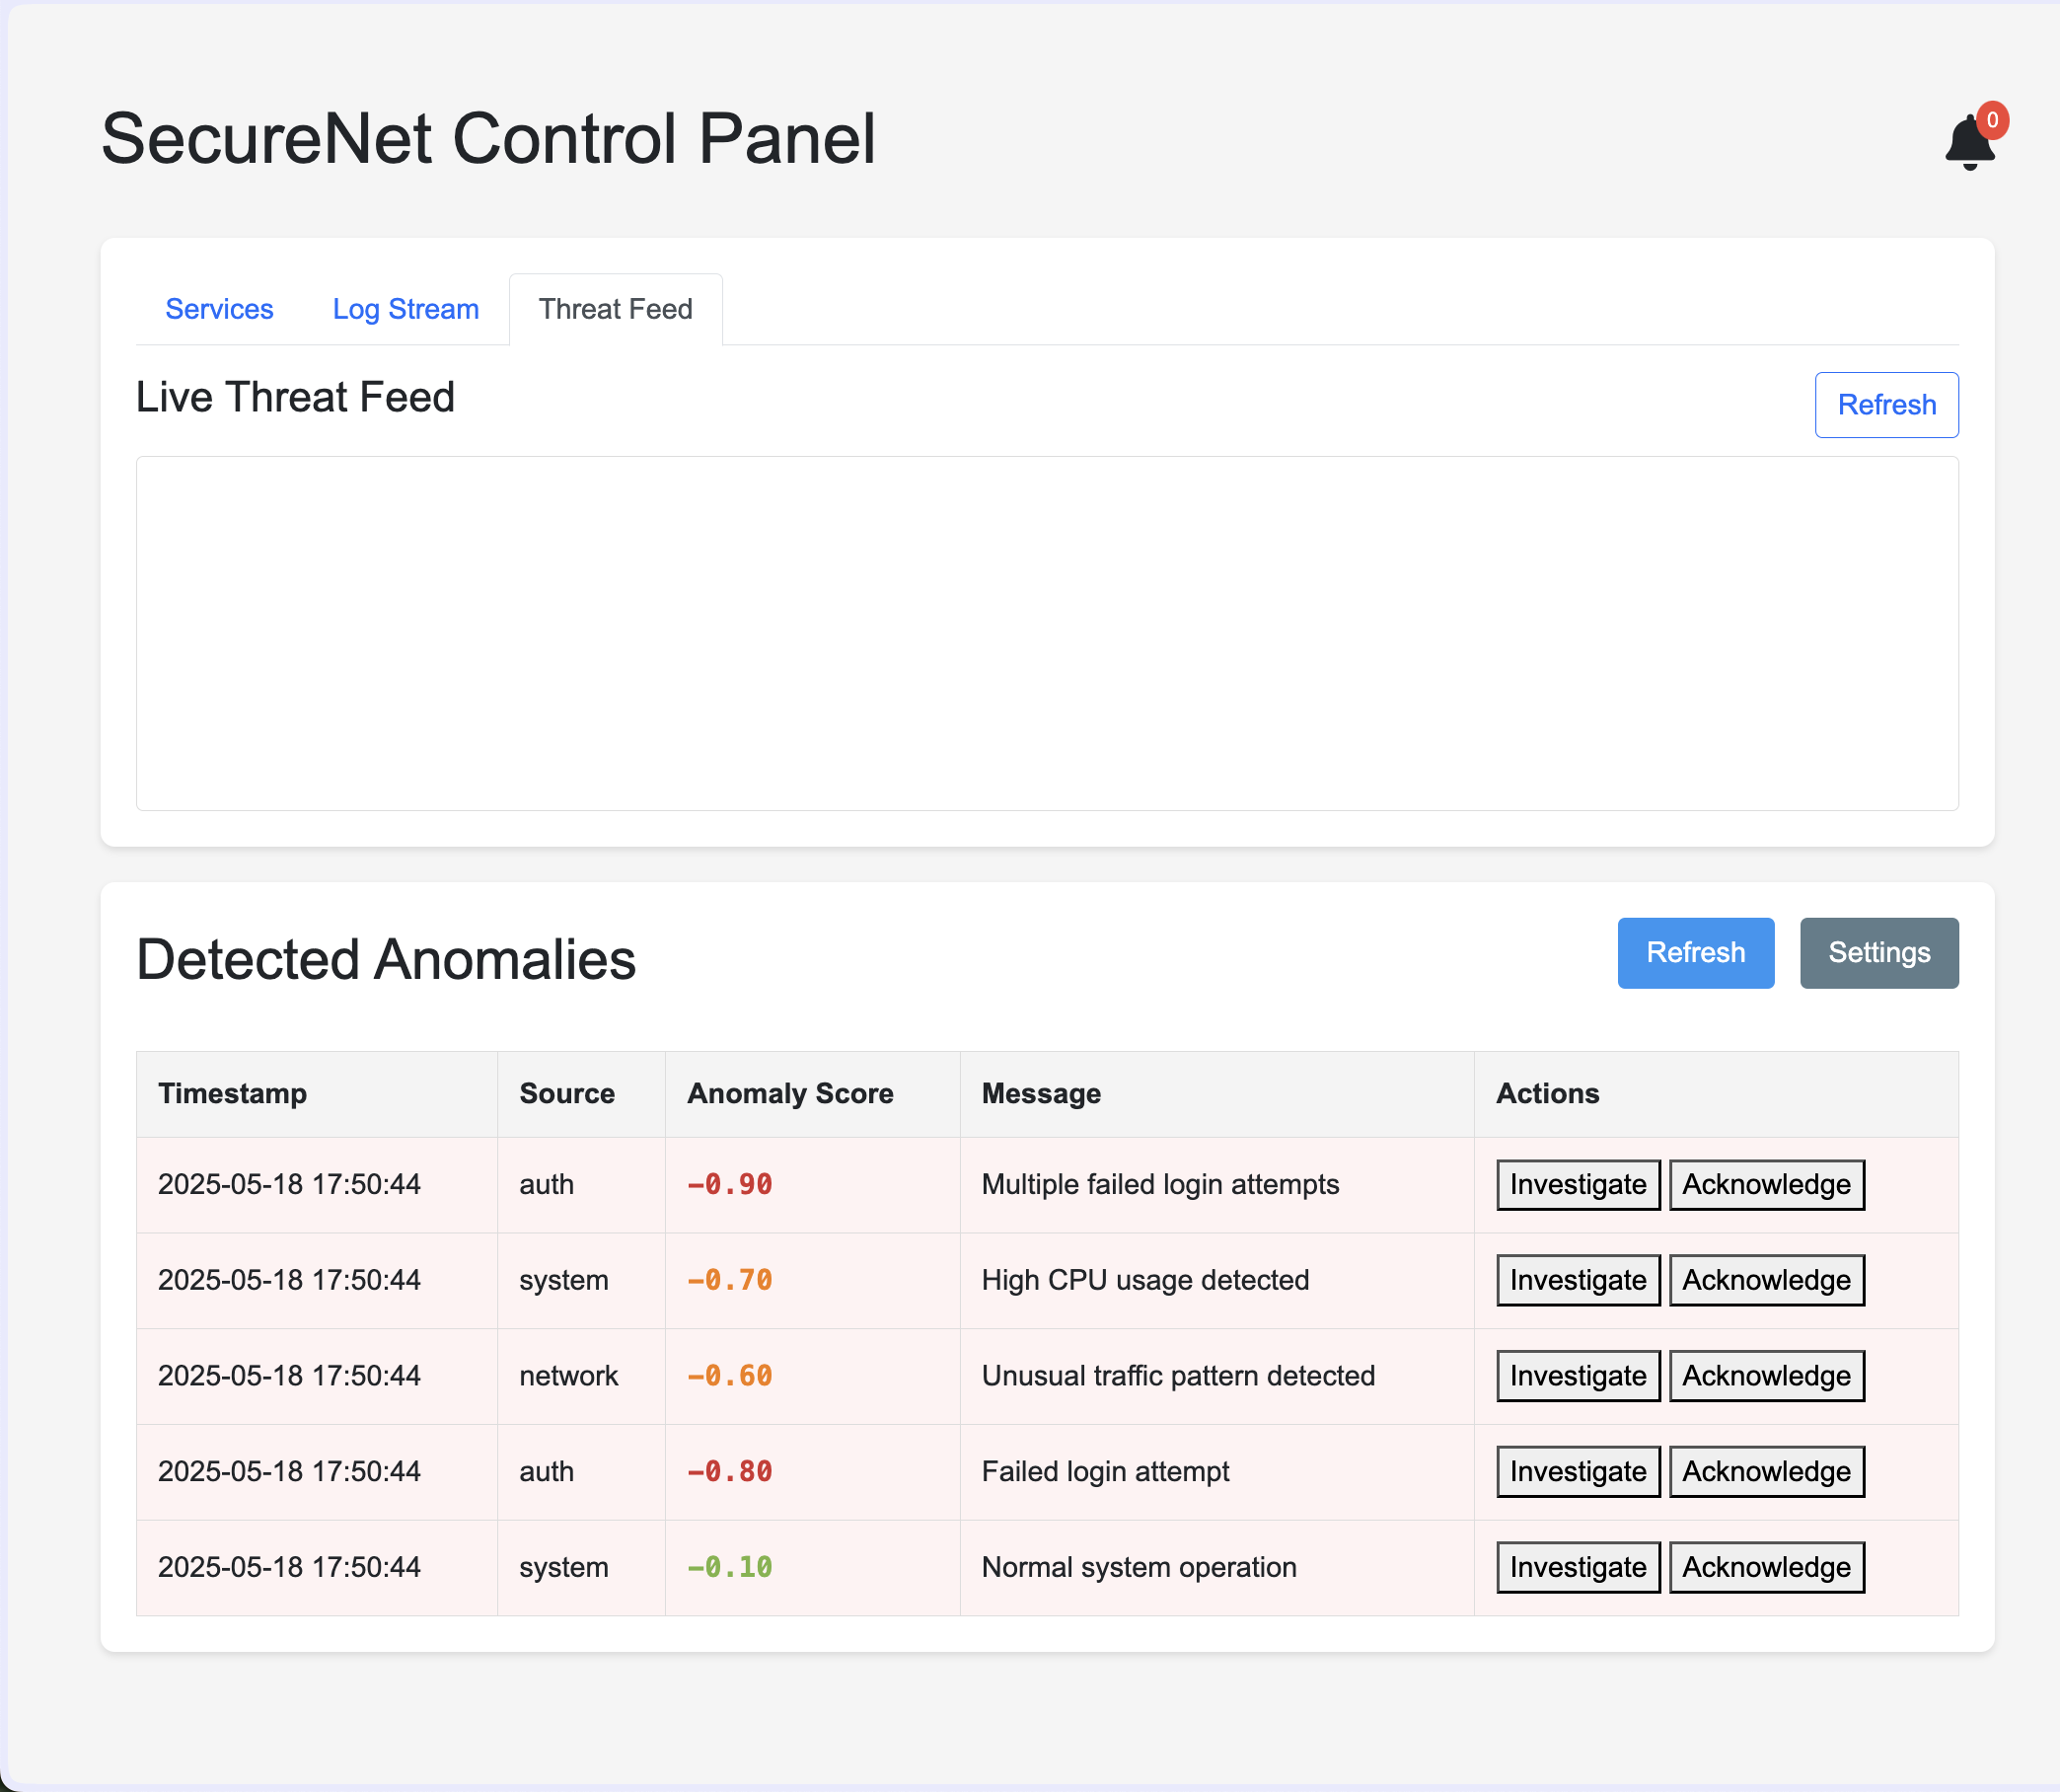 SecureNet Control Panel
0
Services Log Stream Threat Feed
Live Threat Feed Refresh
Detected Anomalies Refresh Settings
Timestamp Source Anomaly Score Message Actions
2025-05-18 17:50:44 auth −0.90 Multiple failed login attempts Investigate Acknowledge
2025-05-18 17:50:44 system −0.70 High CPU usage detected Investigate Acknowledge
2025-05-18 17:50:44 network −0.60 Unusual traffic pattern detected Investigate Acknowledge
2025-05-18 17:50:44 auth −0.80 Failed login attempt Investigate Acknowledge
2025-05-18 17:50:44 system −0.10 Normal system operation Investigate Acknowledge